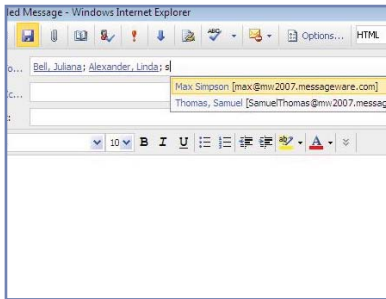 led Message - Windows Internet Explorer
Options... HTML
o... Bell, Juliana; Alexander, Linda; s
Max Simpson [max@mw2007.messageware.com]
c...
Thomas, Samuel [SamuelThomas@mw2007.messag
:
10 B I U A